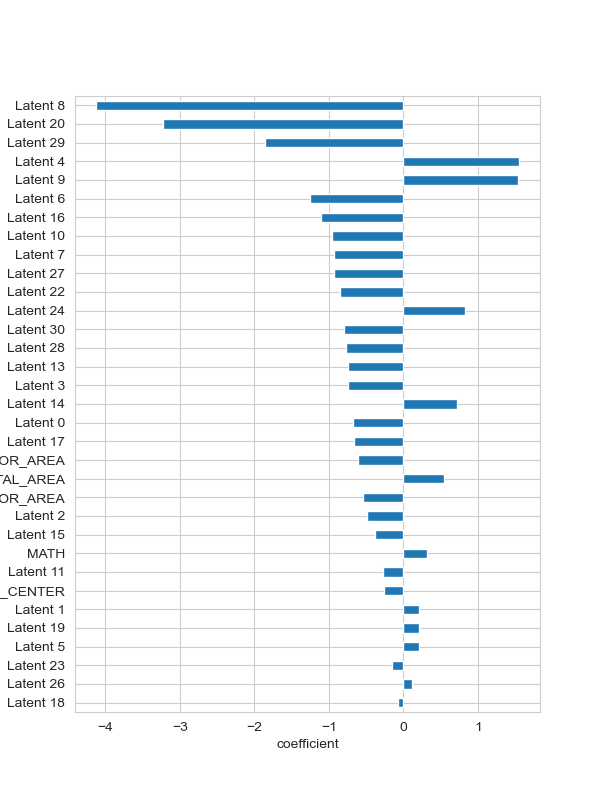 Latent 8
Latent 20
Latent 29
Latent 4
Latent 9
Latent 6
Latent 16
Latent 10
Latent 7
Latent 27
Latent 22
Latent 24
Latent 30
Latent 28
Latent 13
Latent 3
Latent 14
Latent 0
Latent 17
OR_AREA
TAL_AREA
OR_AREA
Latent 2
Latent 15
MATH
Latent 11
_CENTER
Latent 1
Latent 19
Latent 5
Latent 23
Latent 26
Latent 18
−4 −3 −2 −1 0 1
coefficient